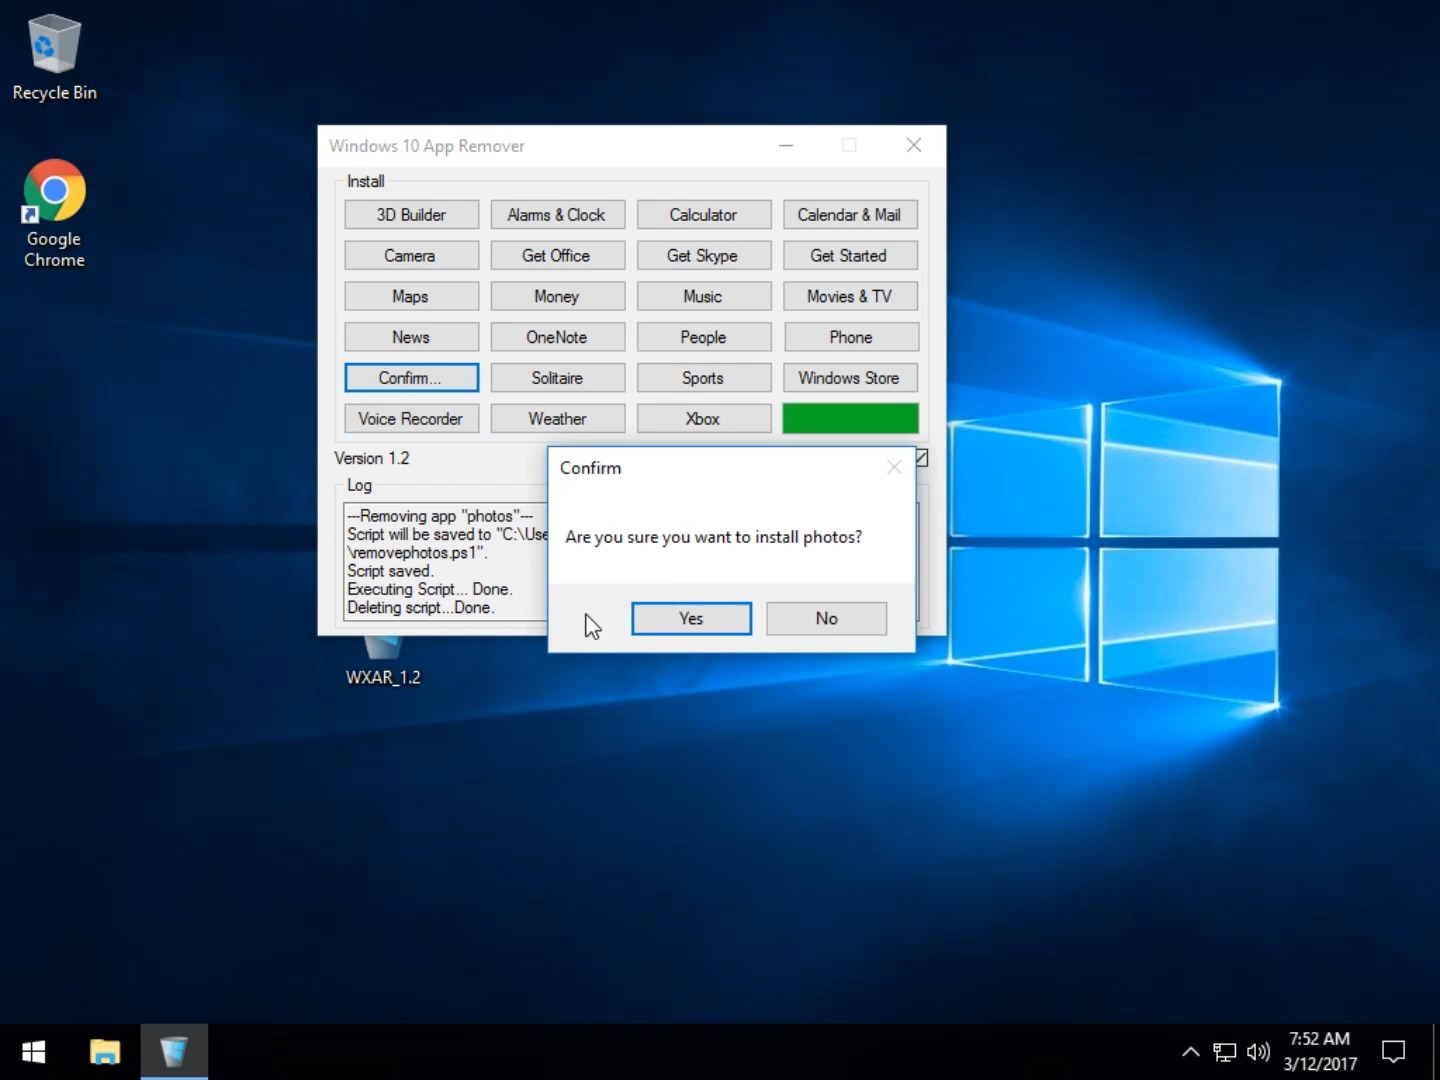 Recycle Bin
Google
Chrome
Windows 10 App Remover
Install
3D Builder
Alarms & Clock
Calculator
Calendar & Mail
Camera
Get Office
Get Skype
Get Started
Maps
Money
Music
Movies & TV
News
OneNote
People
Phone
Confirm...
Solitaire
Sports
Windows Store
Voice Recorder
Weather
Xbox
Version 1.2
Log
---Removing app "photos"---
Script will be saved to "C:\Use
\removephotos.ps1".
Script saved.
Executing Script... Done.
Deleting script...Done.
Confirm
Are you sure you want to install photos?
Yes
No
WXAR_1.2
7:52 AM
3/12/2017